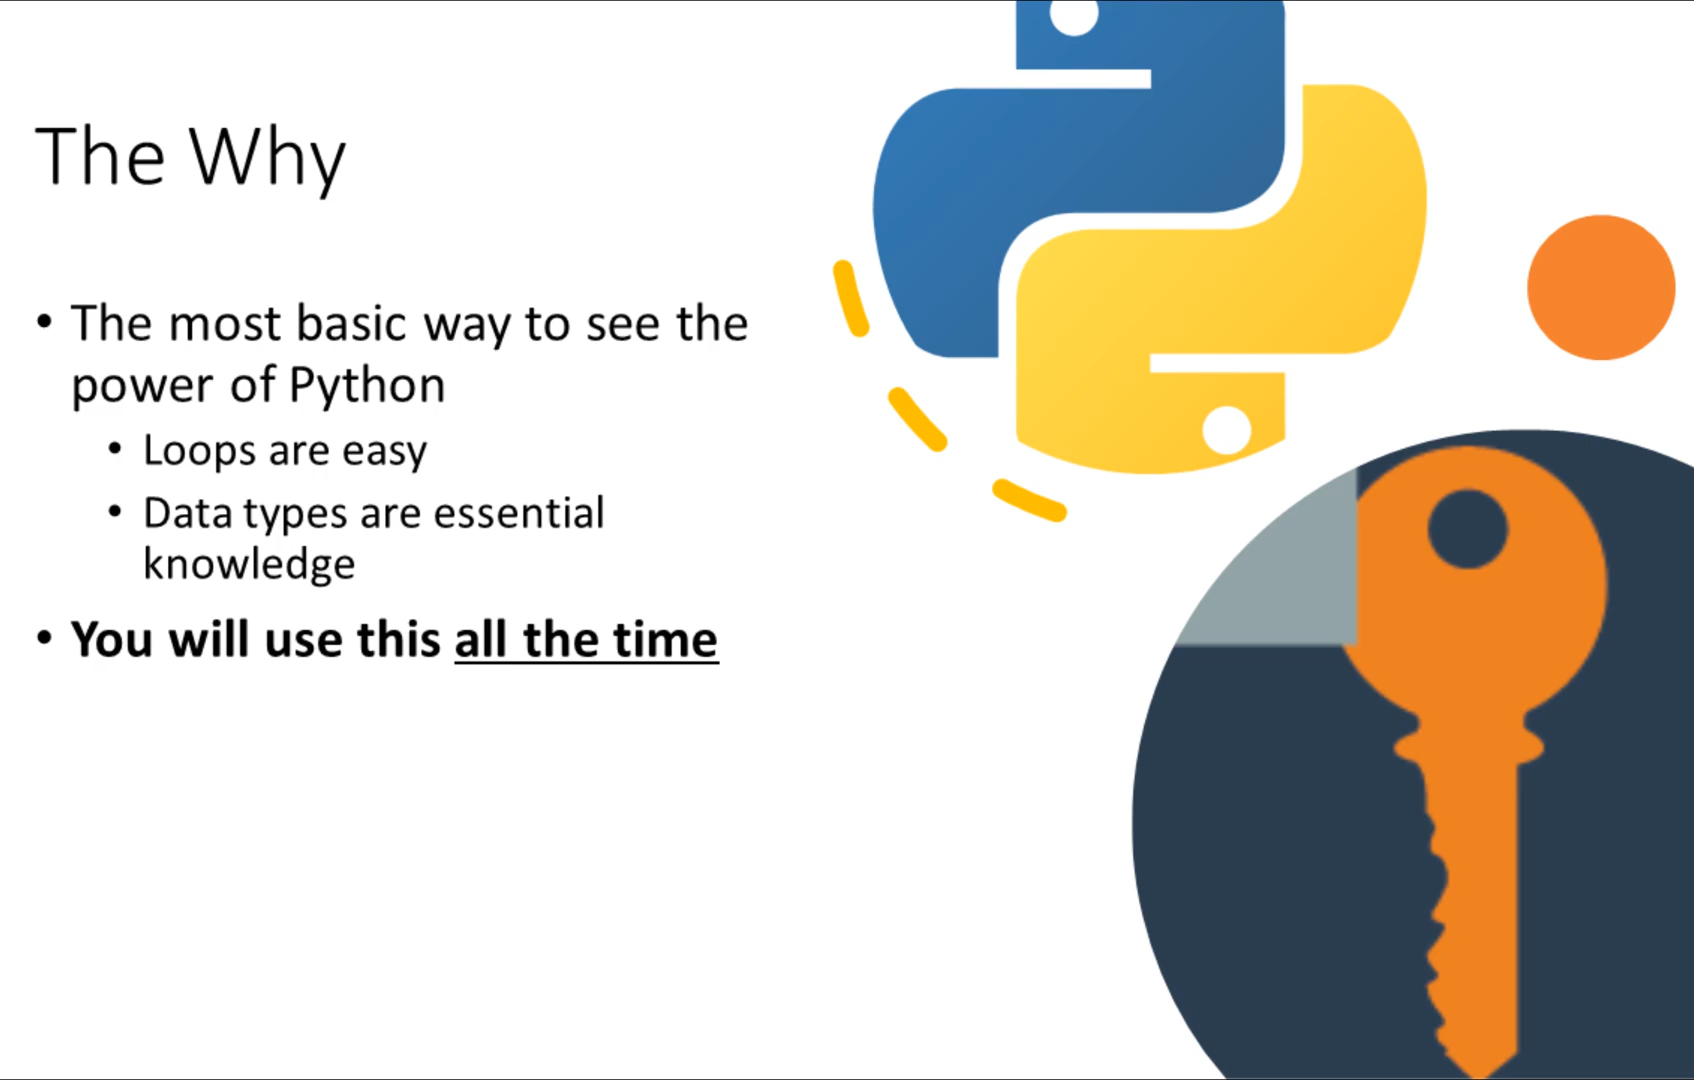 The Why
• The most basic way to see the
power of Python
• Loops are easy
• Data types are essential
knowledge
• You will use this all the time